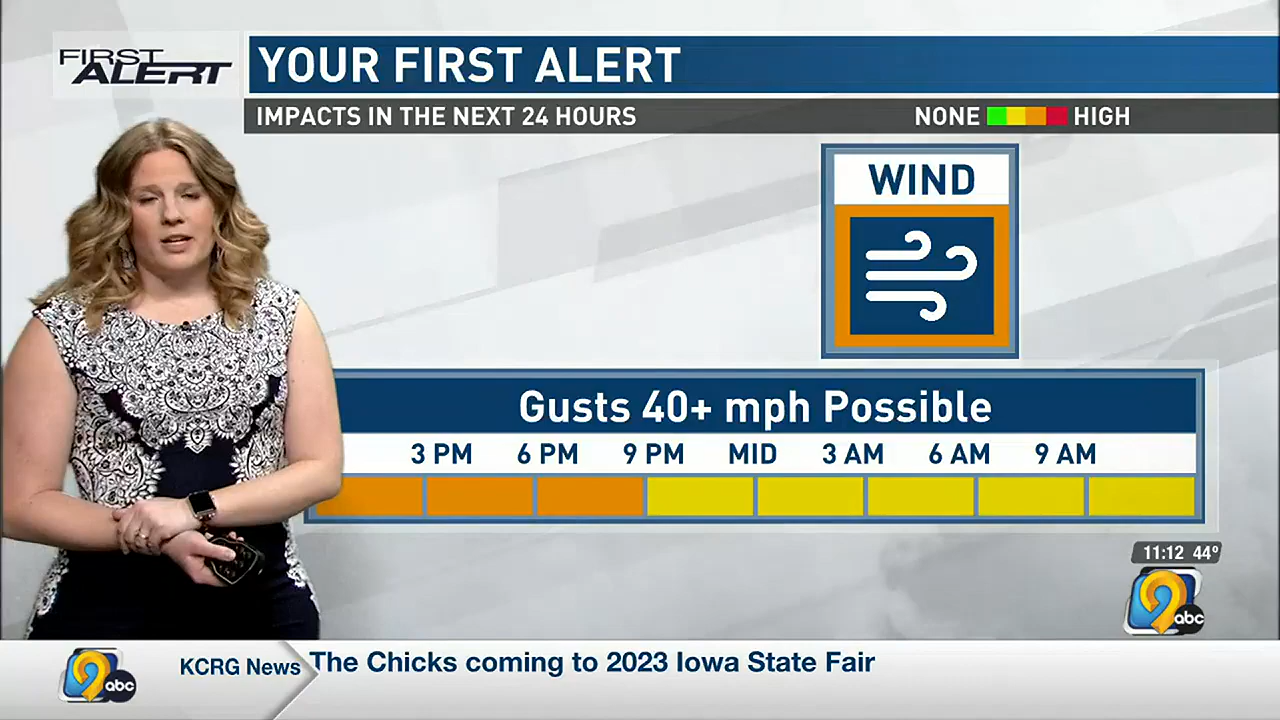 FIRST ALERT
YOUR FIRST ALERT
IMPACTS IN THE NEXT 24 HOURS
NONE HIGH
WIND
Gusts 40+ mph Possible
3 PM 6 PM 9 PM MID 3 AM 6 AM 9 AM
11:12 44°
9 abc
9 abc
KCRG News
The Chicks coming to 2023 Iowa State Fair